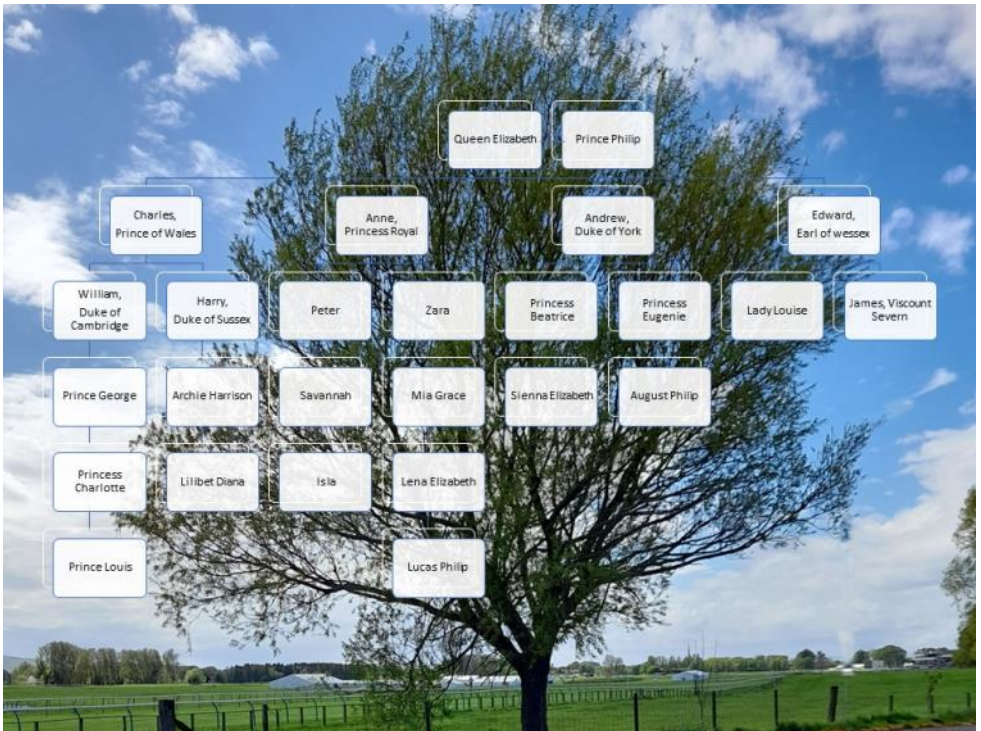 Queen Elizabeth
Prince Philip
Charles,
Prince of Wales
Anne,
Princess Royal
Andrew,
Duke of York
Edward,
Earl of wessex
William,
Duke of
Cambridge
Harry,
Duke of Sussex
Peter
Zara
Princess
Beatrice
Princess
Eugenie
Lady Louise
James, Viscount
Severn
Prince George
Archie Harrison
Savannah
Mia Grace
Sienna Elizabeth
August Philip
Princess
Charlotte
Lilibet Diana
Isla
Lena Elizabeth
Prince Louis
Lucas Philip